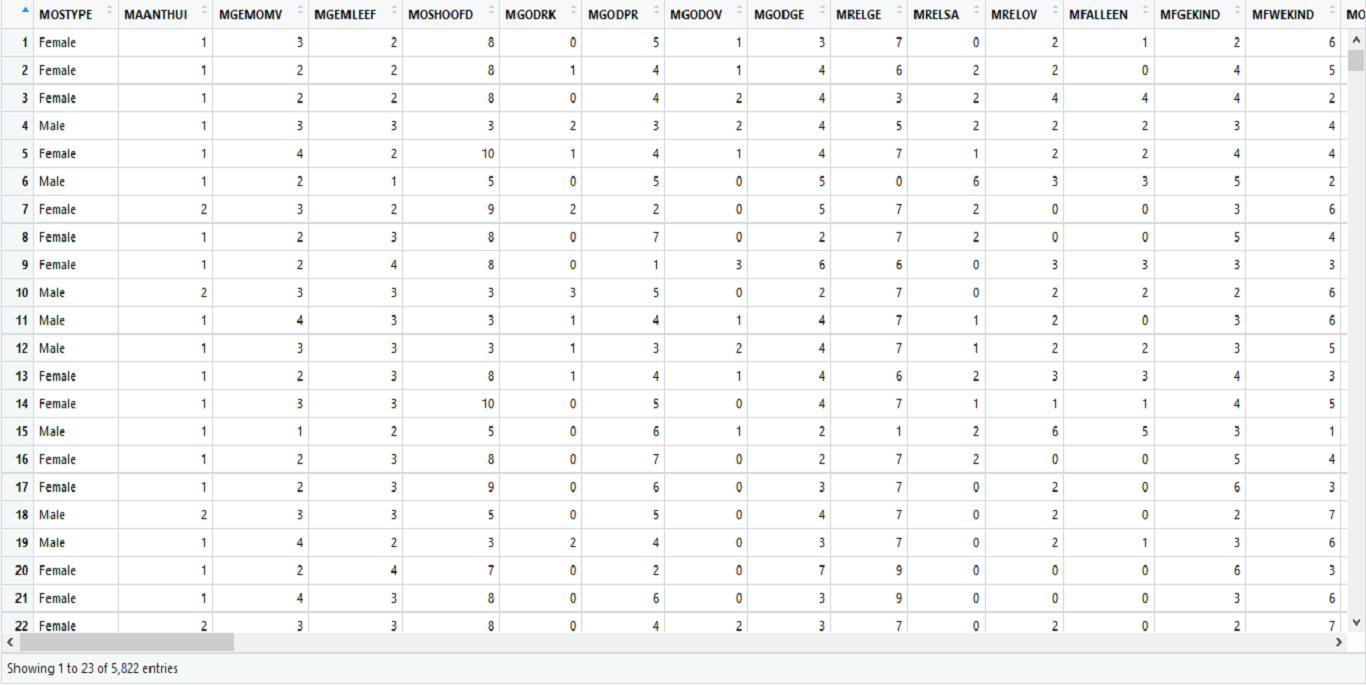 MOSTYPE MAANTHUI MGEMOMV MGEMLEEF MOSHOOFD MGODRK MGODPR MGODOV MGODGE MRELGE MRELSA MRELOV MFALLEEN MFGEKIND MFWEKIND MO
1 Female 1 3 2 8 0 5 1 3 7 0 2 1 2 6
2 Female 1 2 2 8 1 4 1 4 6 2 2 0 4 5
3 Female 1 2 2 8 0 4 2 4 3 2 4 4 4 2
4 Male 1 3 3 3 2 3 2 4 5 2 2 2 3 4
5 Female 1 4 2 10 1 4 1 4 7 1 2 2 4 4
6 Male 1 2 1 5 0 5 0 5 0 6 3 3 5 2
7 Female 2 3 2 9 2 2 0 5 7 2 0 0 3 6
8 Female 1 2 3 8 0 7 0 2 7 2 0 0 5 4
9 Female 1 2 4 8 0 1 3 6 6 0 3 3 3 3
10 Male 2 3 3 3 3 5 0 2 7 0 2 2 2 6
11 Male 1 4 3 3 1 4 1 4 7 1 2 0 3 6
12 Male 1 3 3 3 1 3 2 4 7 1 2 2 3 5
13 Female 1 2 3 8 1 4 1 4 6 2 3 3 4 3
14 Female 1 3 3 10 0 5 0 4 7 1 1 1 4 5
15 Male 1 1 2 5 0 6 1 2 1 2 6 5 3 1
16 Female 1 2 3 8 0 7 0 2 7 2 0 0 5 4
17 Female 1 2 3 9 0 6 0 3 7 0 2 0 6 3
18 Male 2 3 3 5 0 5 0 4 7 0 2 0 2 7
19 Male 1 4 2 3 2 4 0 3 7 0 2 1 3 6
20 Female 1 2 4 7 0 2 0 7 9 0 0 0 6 3
21 Female 1 4 3 8 0 6 0 3 9 0 0 0 3 6
22 Female 2 3 3 8 0 4 2 3 7 0 2 0 2 7
Showing 1 to 23 of 5,822 entries